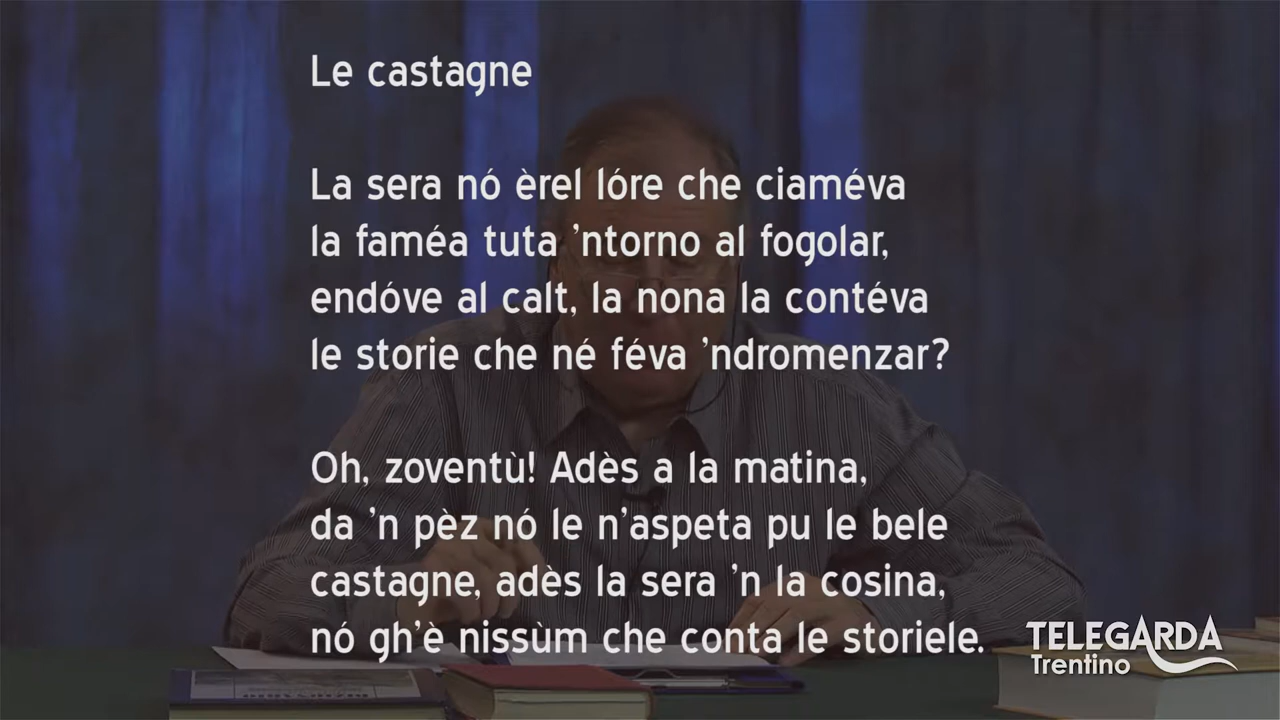 Le castagne
La sera nó èrel lóre che ciaméva
la faméa tuta 'ntorno al fogolar,
endóve al calt, la nona la contéva
le storie che né féva 'ndromenzar?
Oh, zoventù! Adès a la matina,
da 'n pèz nó le n'aspeta pu le bele
castagne, adès la sera 'n la cosina,
nó gh'è nissùm che conta le storiele.
TELEGARDA
Trentino